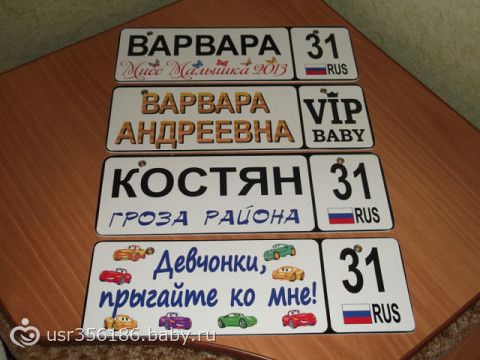 ВАРВАРА 31
Мисс Малышка 2013 RUS
ВАРВАРА VIP
АНДРЕЕВНА BABY
КОСТЯН 31
ГРОЗА РАЙОНА RUS
Девчонки, 31
прыгайте ко мне! RUS
usr356186.baby.ru